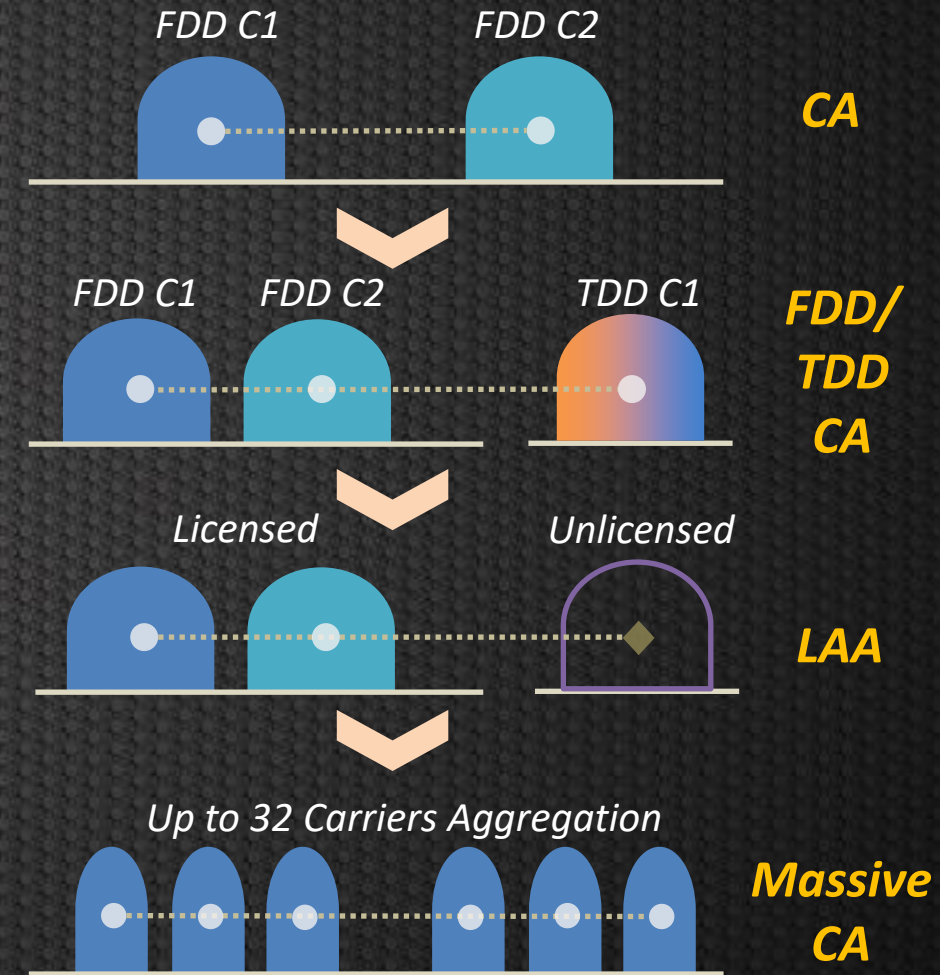 FDD C1
FDD C2
CA
FDD C1
FDD C2
TDD C1
FDD/
TDD
CA
Licensed
Unlicensed
LAA
Up to 32 Carriers Aggregation
Massive
CA